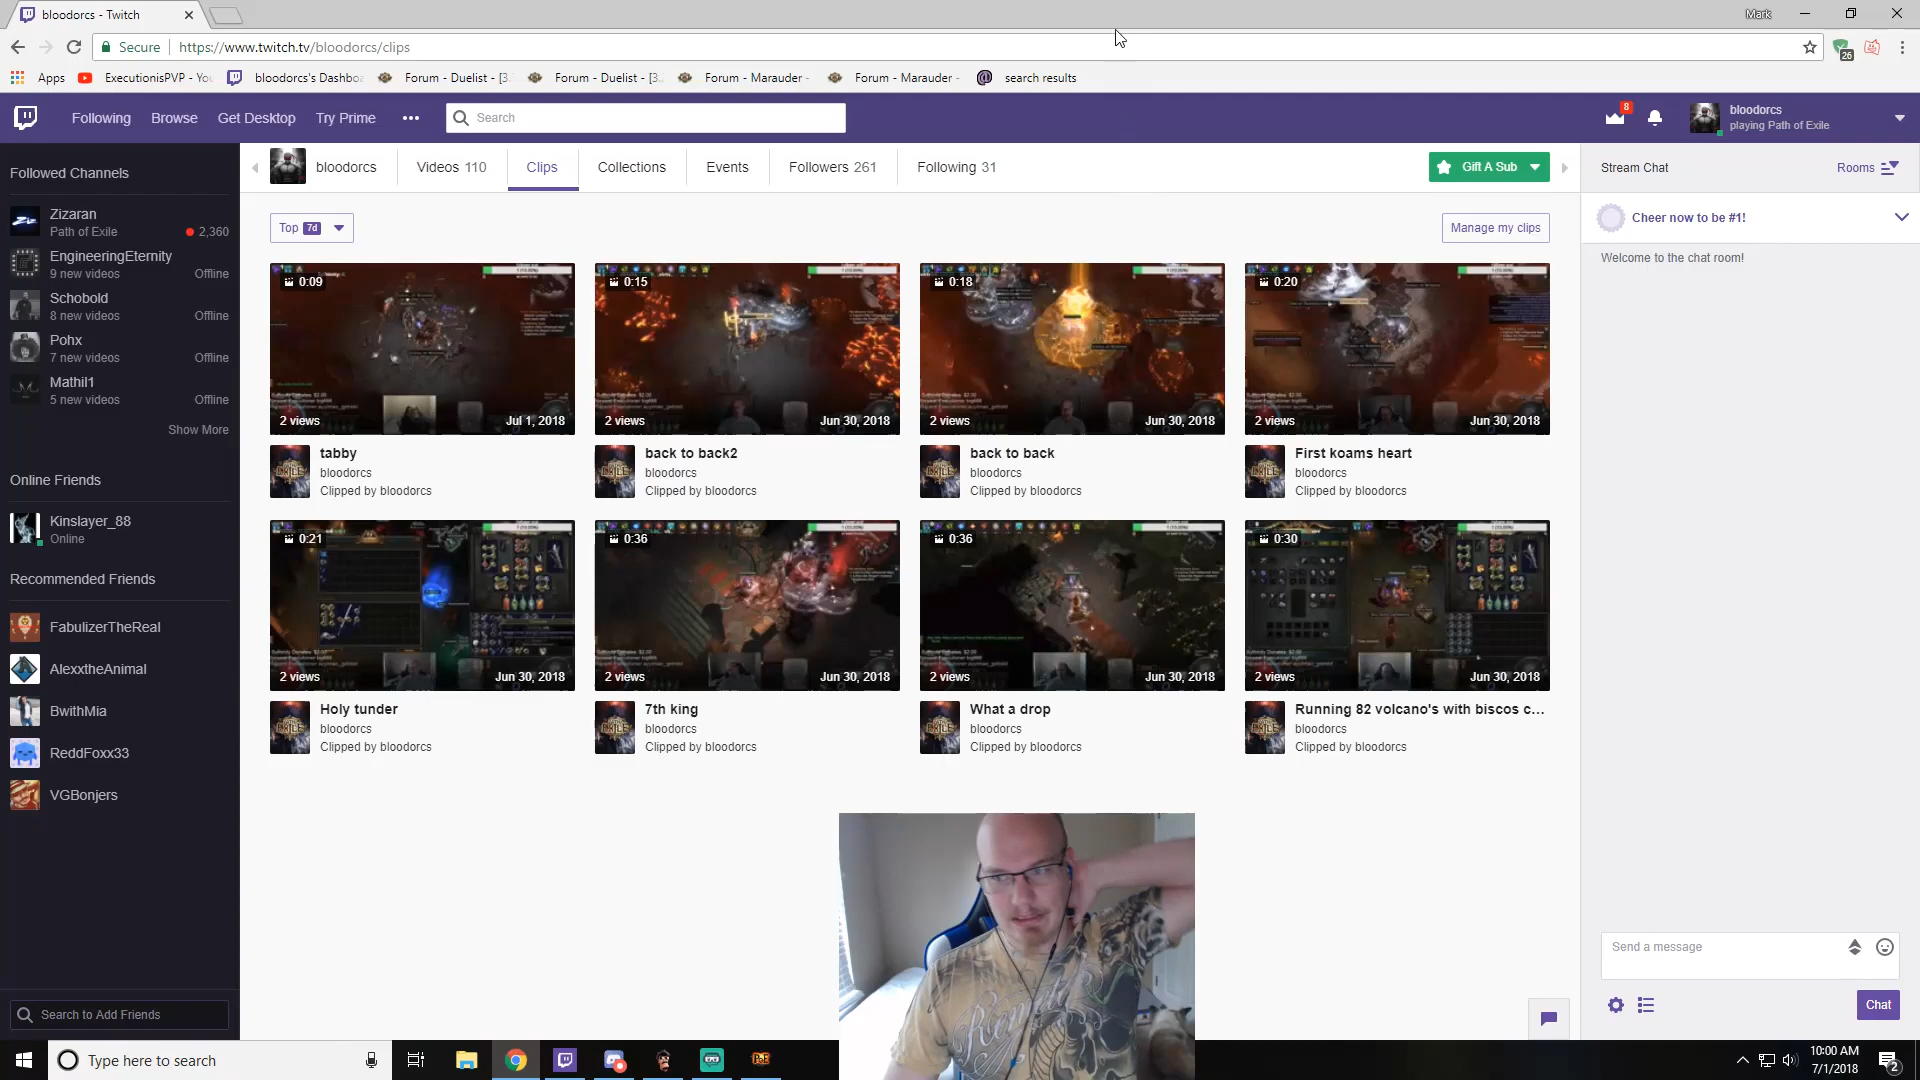 bloodorcs - Twitch
Mark
Secure
https://www.twitch.tv/bloodorcs/clips
26
Apps
ExecutionisPVP - You
bloodorcs's Dashboa
Forum - Duelist - [3.
Forum - Duelist - [3.
Forum - Marauder -
Forum - Marauder -
search results
Following
Browse
Get Desktop
Try Prime
Search
8
bloodorcs
playing Path of Exile
Followed Channels
Zizaran
Path of Exile
2,360
EngineeringEternity
9 new videos
Offline
Schobold
8 new videos
Offline
Pohx
7 new videos
Offline
Mathil1
5 new videos
Offline
Show More
Online Friends
Kinslayer_88
Online
Recommended Friends
FabulizerTheReal
AlexxtheAnimal
BwithMia
ReddFoxx33
VGBonjers
Search to Add Friends
bloodorcs
Videos 110
Clips
Collections
Events
Followers 261
Following 31
Gift A Sub
Top 7d
Manage my clips
0:09
2 views
Jul 1, 2018
tabby
bloodorcs
Clipped by bloodorcs
0:15
2 views
Jun 30, 2018
back to back2
bloodorcs
Clipped by bloodorcs
0:18
2 views
Jun 30, 2018
back to back
bloodorcs
Clipped by bloodorcs
0:20
2 views
Jun 30, 2018
First koams heart
bloodorcs
Clipped by bloodorcs
0:21
2 views
Jun 30, 2018
Holy tunder
bloodorcs
Clipped by bloodorcs
0:36
2 views
Jun 30, 2018
7th king
bloodorcs
Clipped by bloodorcs
0:36
2 views
Jun 30, 2018
What a drop
bloodorcs
Clipped by bloodorcs
0:30
2 views
Jun 30, 2018
Running 82 volcano's with biscos c...
bloodorcs
Clipped by bloodorcs
Stream Chat
Rooms
Cheer now to be #1!
Welcome to the chat room!
Send a message
Chat
Type here to search
10:00 AM
7/1/2018
2